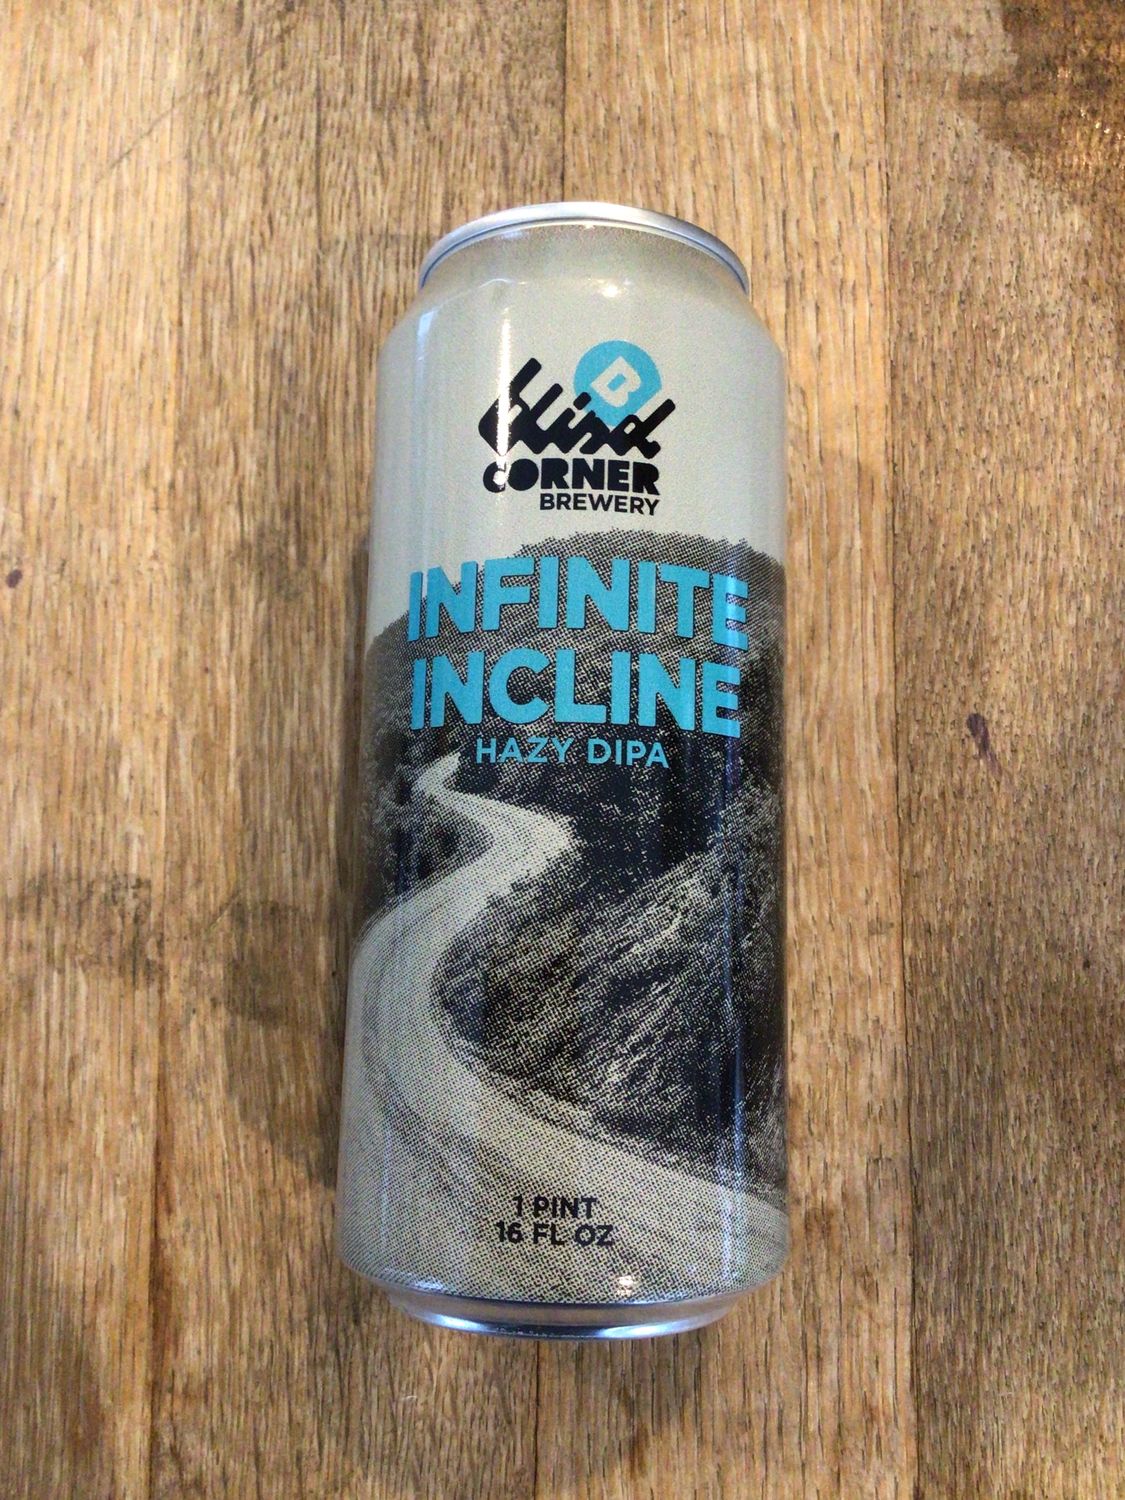 B
blind
CORNER
BREWERY
INFINITE
INCLINE
HAZY DIPA
1 PINT
16 FL OZ